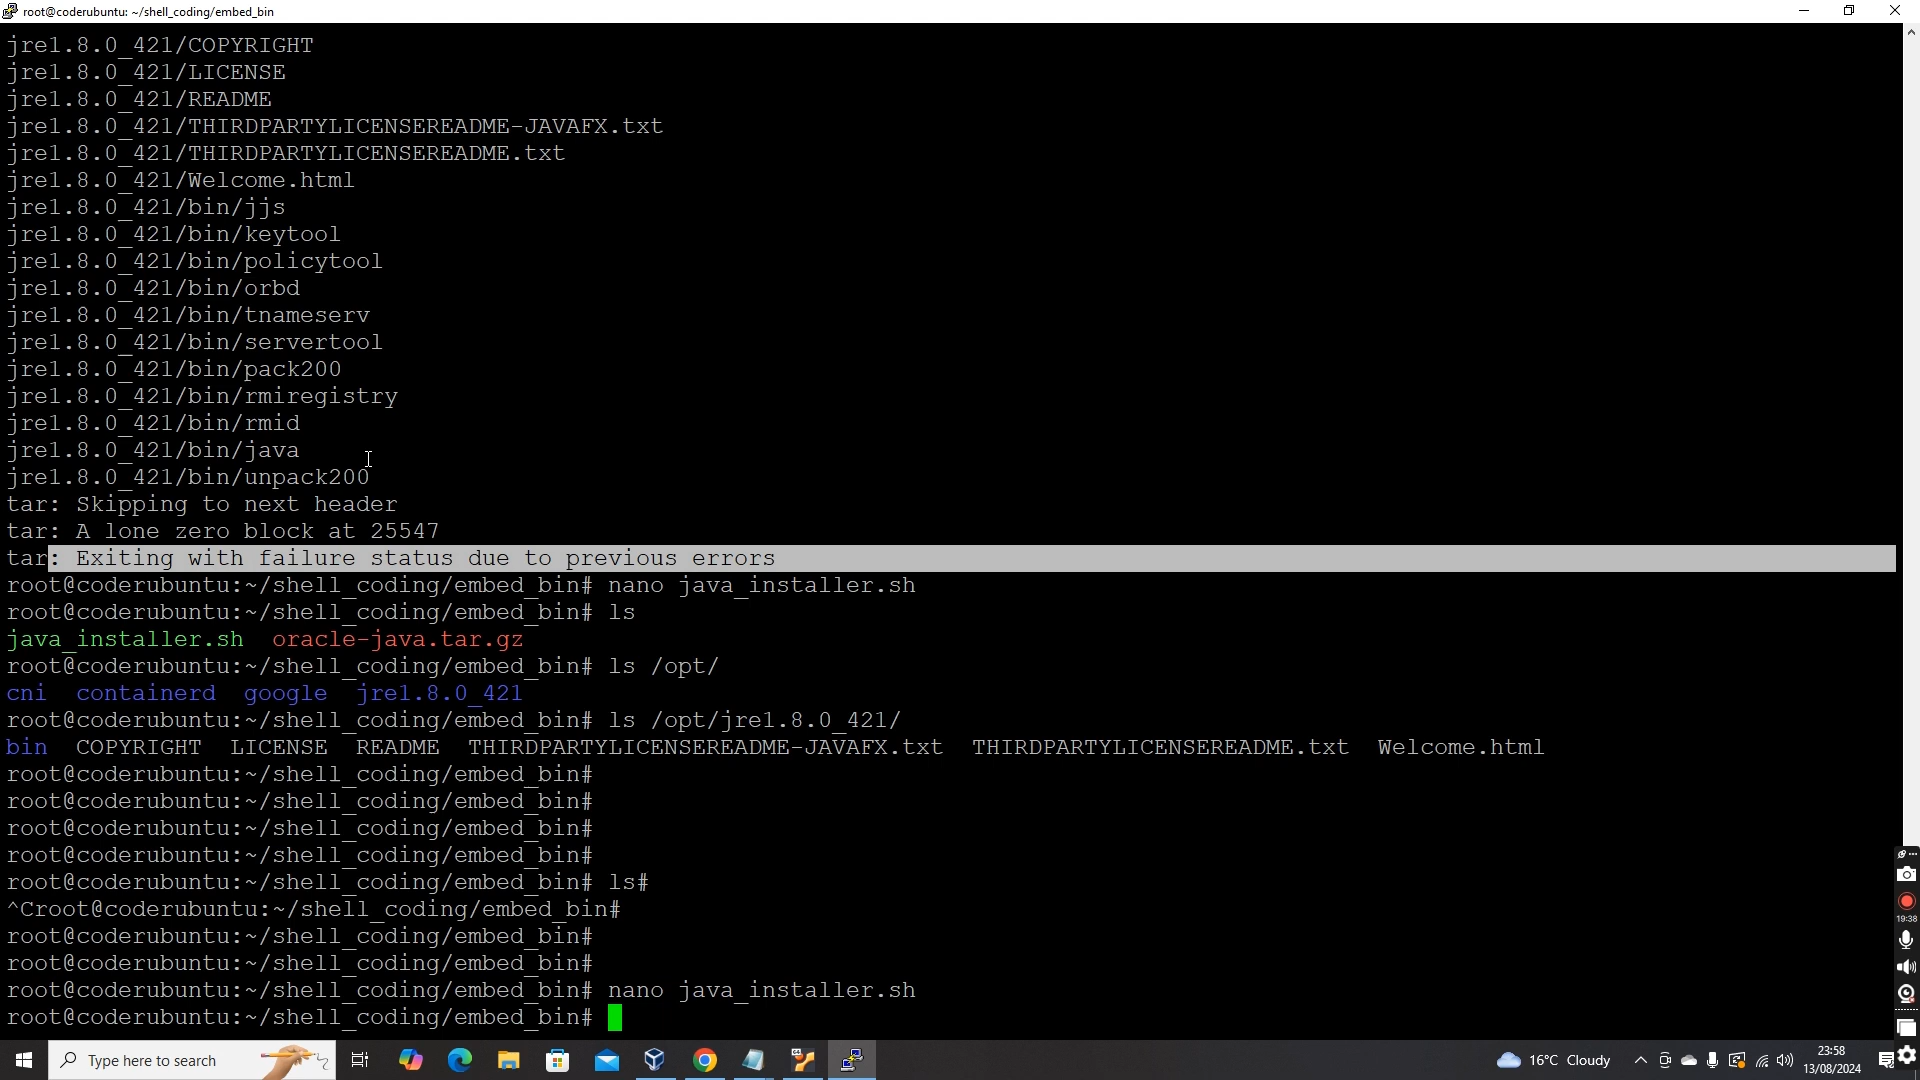 root@coderubuntu: ~/shell_coding/embed_bin
jre1.8.0_421/COPYRIGHT
jre1.8.0_421/LICENSE
jre1.8.0_421/README
jre1.8.0_421/THIRDPARTYLICENSEREADME-JAVAFX.txt
jre1.8.0_421/THIRDPARTYLICENSEREADME.txt
jre1.8.0_421/Welcome.html
jre1.8.0_421/bin/jjs
jre1.8.0_421/bin/keytool
jre1.8.0_421/bin/policytool
jre1.8.0_421/bin/orbd
jre1.8.0_421/bin/tnameserv
jre1.8.0_421/bin/servertool
jre1.8.0_421/bin/pack200
jre1.8.0_421/bin/rmiregistry
jre1.8.0_421/bin/rmid
jre1.8.0_421/bin/java
jre1.8.0_421/bin/unpack200
tar: Skipping to next header
tar: A lone zero block at 25547
tar: Exiting with failure status due to previous errors
root@coderubuntu:~/shell_coding/embed_bin# nano java_installer.sh
root@coderubuntu:~/shell_coding/embed_bin# ls
java_installer.sh  oracle-java.tar.gz
root@coderubuntu:~/shell_coding/embed_bin# ls /opt/
cni  containerd  google  jre1.8.0_421
root@coderubuntu:~/shell_coding/embed_bin# ls /opt/jre1.8.0_421/
bin  COPYRIGHT  LICENSE  README  THIRDPARTYLICENSEREADME-JAVAFX.txt  THIRDPARTYLICENSEREADME.txt  Welcome.html
root@coderubuntu:~/shell_coding/embed_bin#
root@coderubuntu:~/shell_coding/embed_bin#
root@coderubuntu:~/shell_coding/embed_bin#
root@coderubuntu:~/shell_coding/embed_bin#
root@coderubuntu:~/shell_coding/embed_bin# ls#
^Croot@coderubuntu:~/shell_coding/embed_bin#
root@coderubuntu:~/shell_coding/embed_bin#
root@coderubuntu:~/shell_coding/embed_bin#
root@coderubuntu:~/shell_coding/embed_bin# nano java_installer.sh
root@coderubuntu:~/shell_coding/embed_bin#
19:38
Type here to search
16°C Cloudy
23:58
13/08/2024